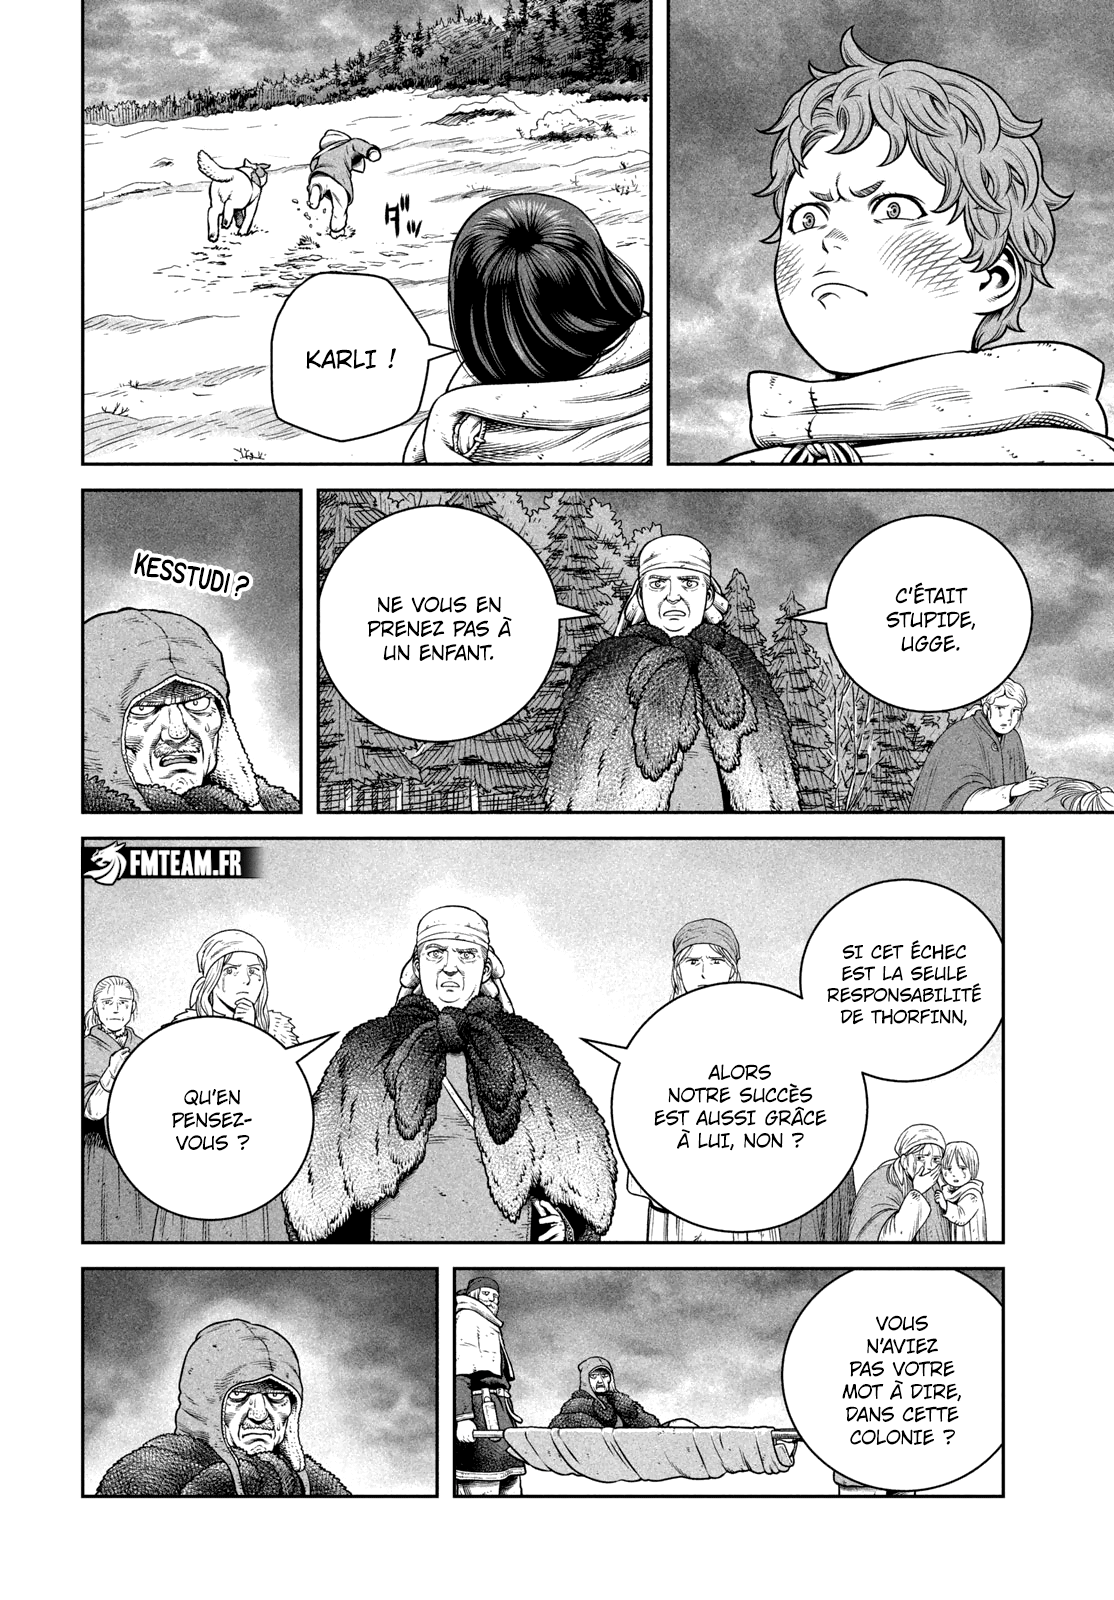 ダッ
KARLI !
C'ÉTAIT
STUPIDE,
UGGE.
NE VOUS EN
PRENEZ PAS À
UN ENFANT.
KESSTUDI ?
FMTEAM.FR
SI CET ÉCHEC
EST LA SEULE
RESPONSABILITÉ
DE THORFINN,
ALORS
NOTRE SUCCÈS
EST AUSSI GRÂCE
À LUI, NON ?
QU'EN
PENSEZ-
VOUS ?
VOUS
N'AVIEZ
PAS VOTRE
MOT À DIRE,
DANS CETTE
COLONIE ?